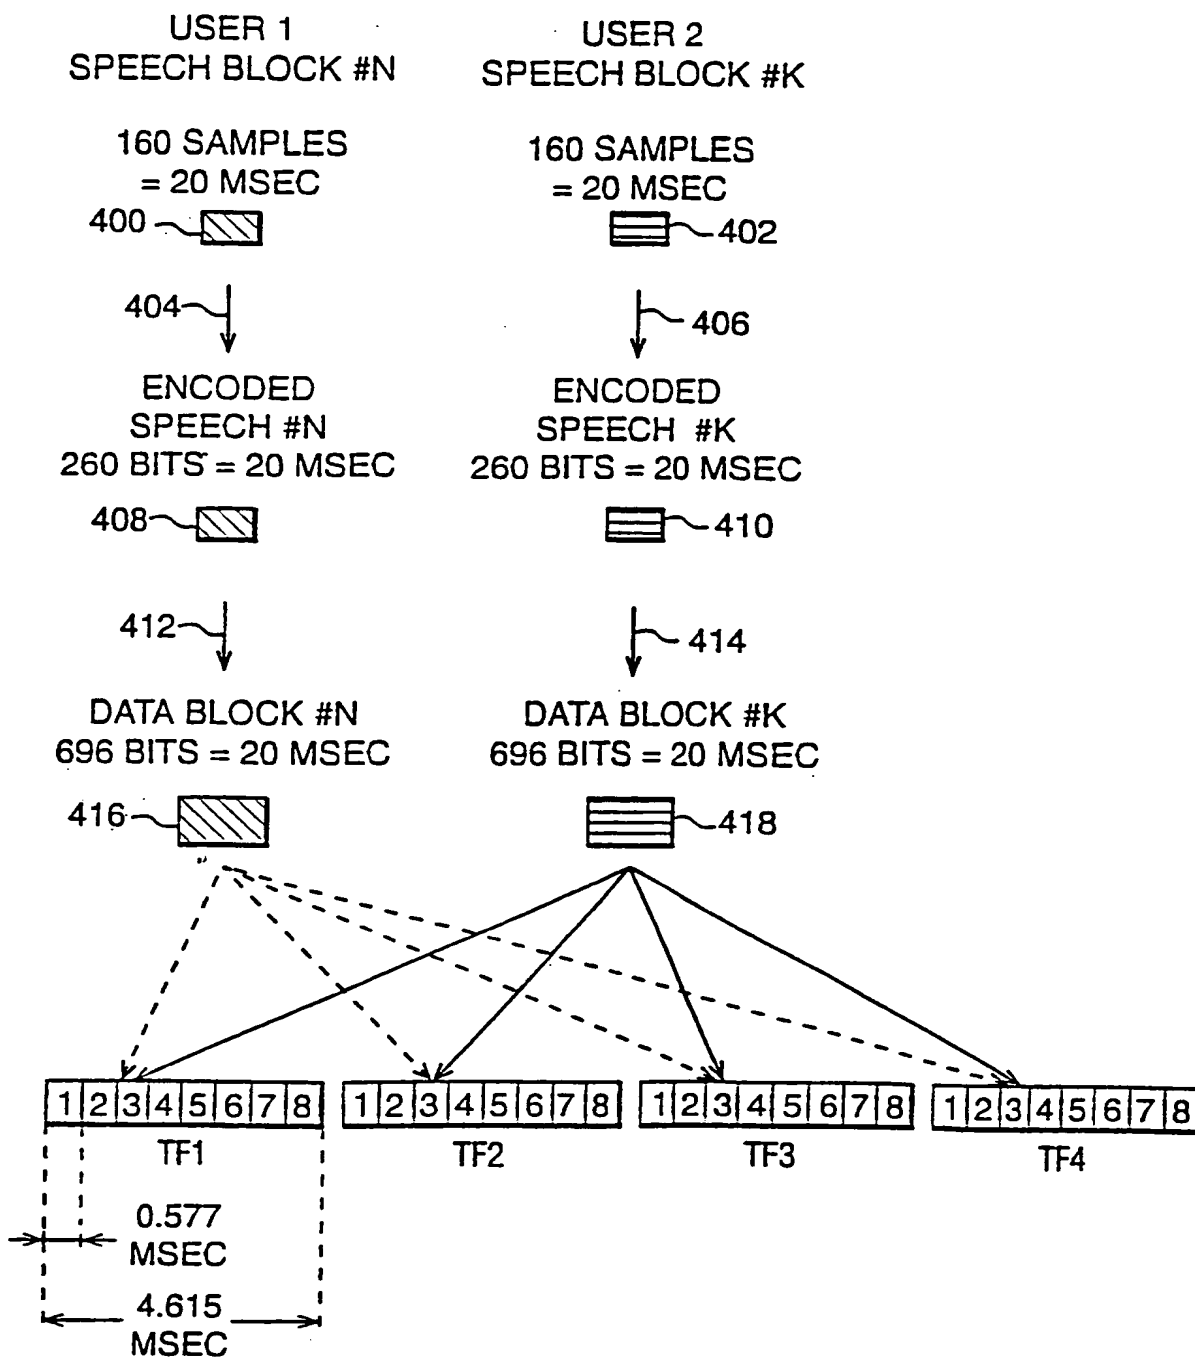 USER 1
SPEECH BLOCK #N
USER 2
SPEECH BLOCK #K
160 SAMPLES
= 20 MSEC
160 SAMPLES
= 20 MSEC
400
402
404
406
ENCODED
SPEECH #N
260 BITS = 20 MSEC
ENCODED
SPEECH #K
260 BITS = 20 MSEC
408
410
412
414
DATA BLOCK #N
696 BITS = 20 MSEC
DATA BLOCK #K
696 BITS = 20 MSEC
416
418
1 2 3 4 5 6 7 8
1 2 3 4 5 6 7 8
1 2 3 4 5 6 7 8
1 2 3 4 5 6 7 8
TF1
TF2
TF3
TF4
0.577
MSEC
4.615
MSEC